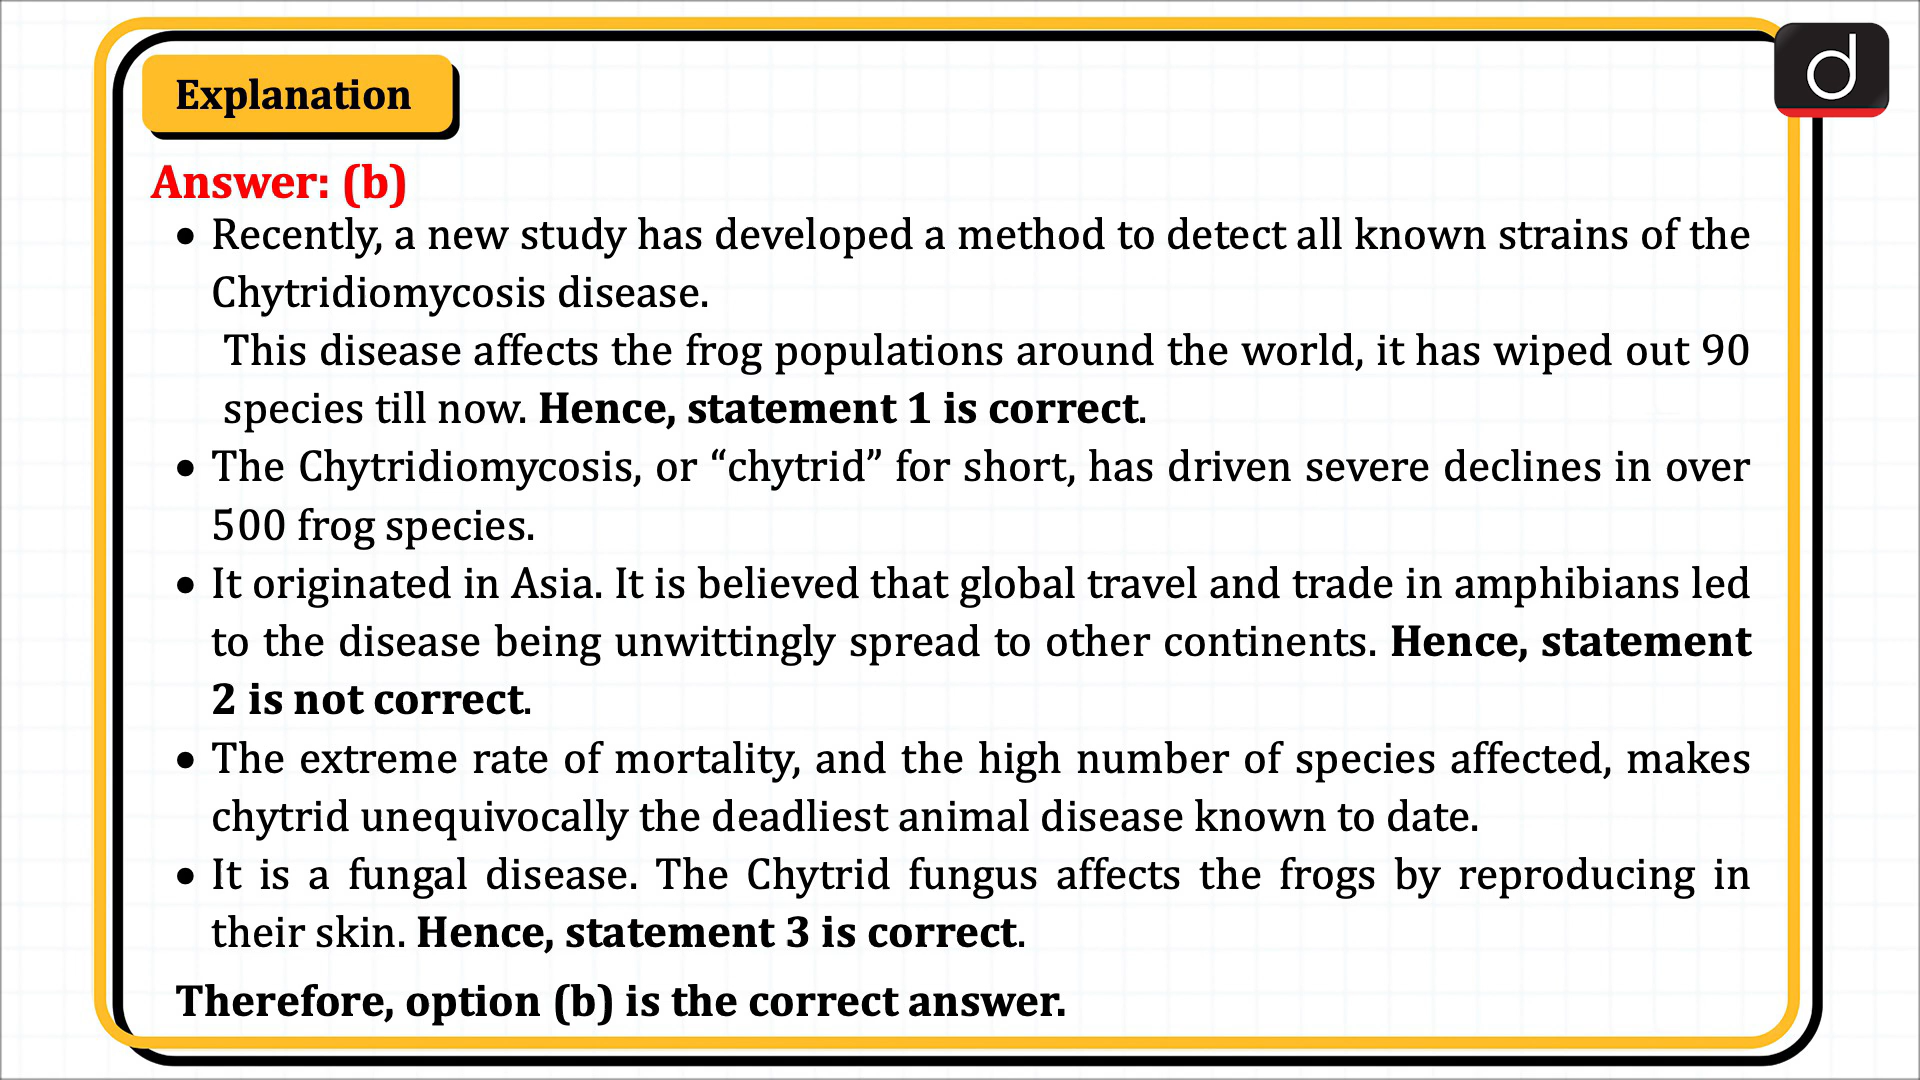 Explanation
d
Answer: (b)
• Recently, a new study has developed a method to detect all known strains of the
Chytridiomycosis disease.
This disease affects the frog populations around the world, it has wiped out 90
species till now. Hence, statement 1 is correct.
• The Chytridiomycosis, or “chytrid” for short, has driven severe declines in over
500 frog species.
• It originated in Asia. It is believed that global travel and trade in amphibians led
to the disease being unwittingly spread to other continents. Hence, statement
2 is not correct.
• The extreme rate of mortality, and the high number of species affected, makes
chytrid unequivocally the deadliest animal disease known to date.
• It is a fungal disease. The Chytrid fungus affects the frogs by reproducing in
their skin. Hence, statement 3 is correct.
Therefore, option (b) is the correct answer.